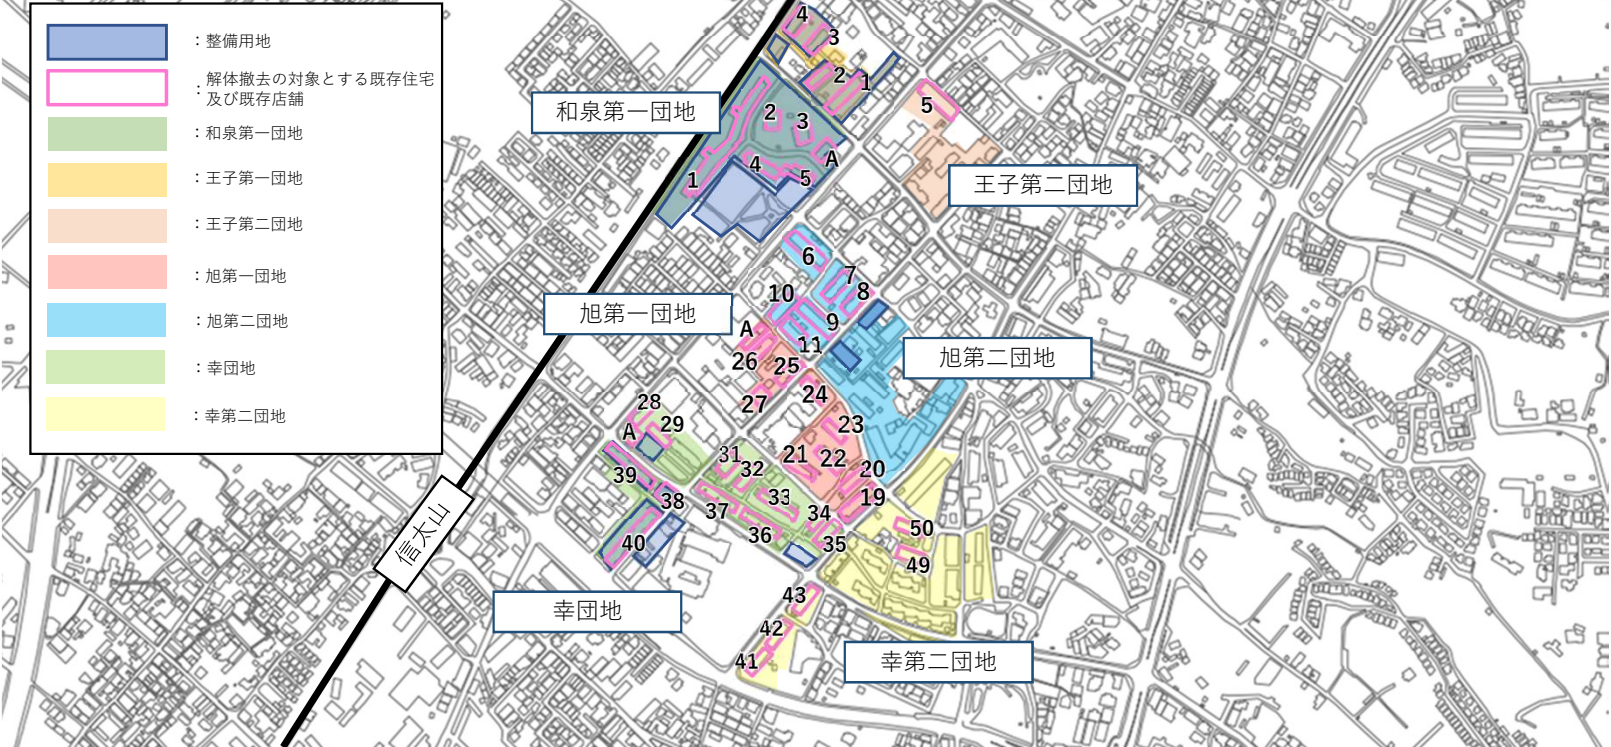 ：整備用地
：解体撤去の対象とする既存住宅
及び既存店舗
：和泉第一団地
：王子第一団地
：王子第二団地
：旭第一団地
：旭第二団地
：幸団地
：幸第二団地
4
3
2
1
和泉第一団地
2
3
A
4
5
1
5
王子第二団地
6
7
8
10
9
11
旭第一団地
A
26
25
27
24
旭第二団地
23
21
22
20
19
28
29
A
31
32
39
38
33
37
34
36
35
40
50
49
信太山
幸団地
43
42
41
幸第二団地